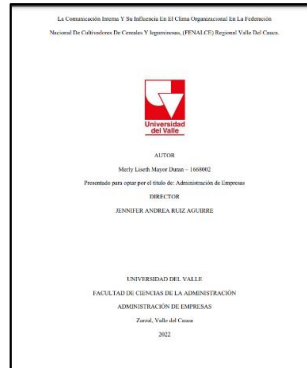 La Comunicación Interna Y Su Influencia En El Clima Organizacional En La Federación
Nacional De Cultivadores De Cereales Y leguminosas, (FENALCE) Regional Valle Del Cauca.
Universidad
del Valle
AUTOR
Merly Liseth Mayor Duran – 1668002
Presentado para optar por el título de: Administración de Empresas
DIRECTOR
JENNIFER ANDREA RUIZ AGUIRRE
UNIVERSIDAD DEL VALLE
FACULTAD DE CIENCIAS DE LA ADMINISTRACIÓN
ADMINISTRACIÓN DE EMPRESAS
Zarzal, Valle del Cauca
2022